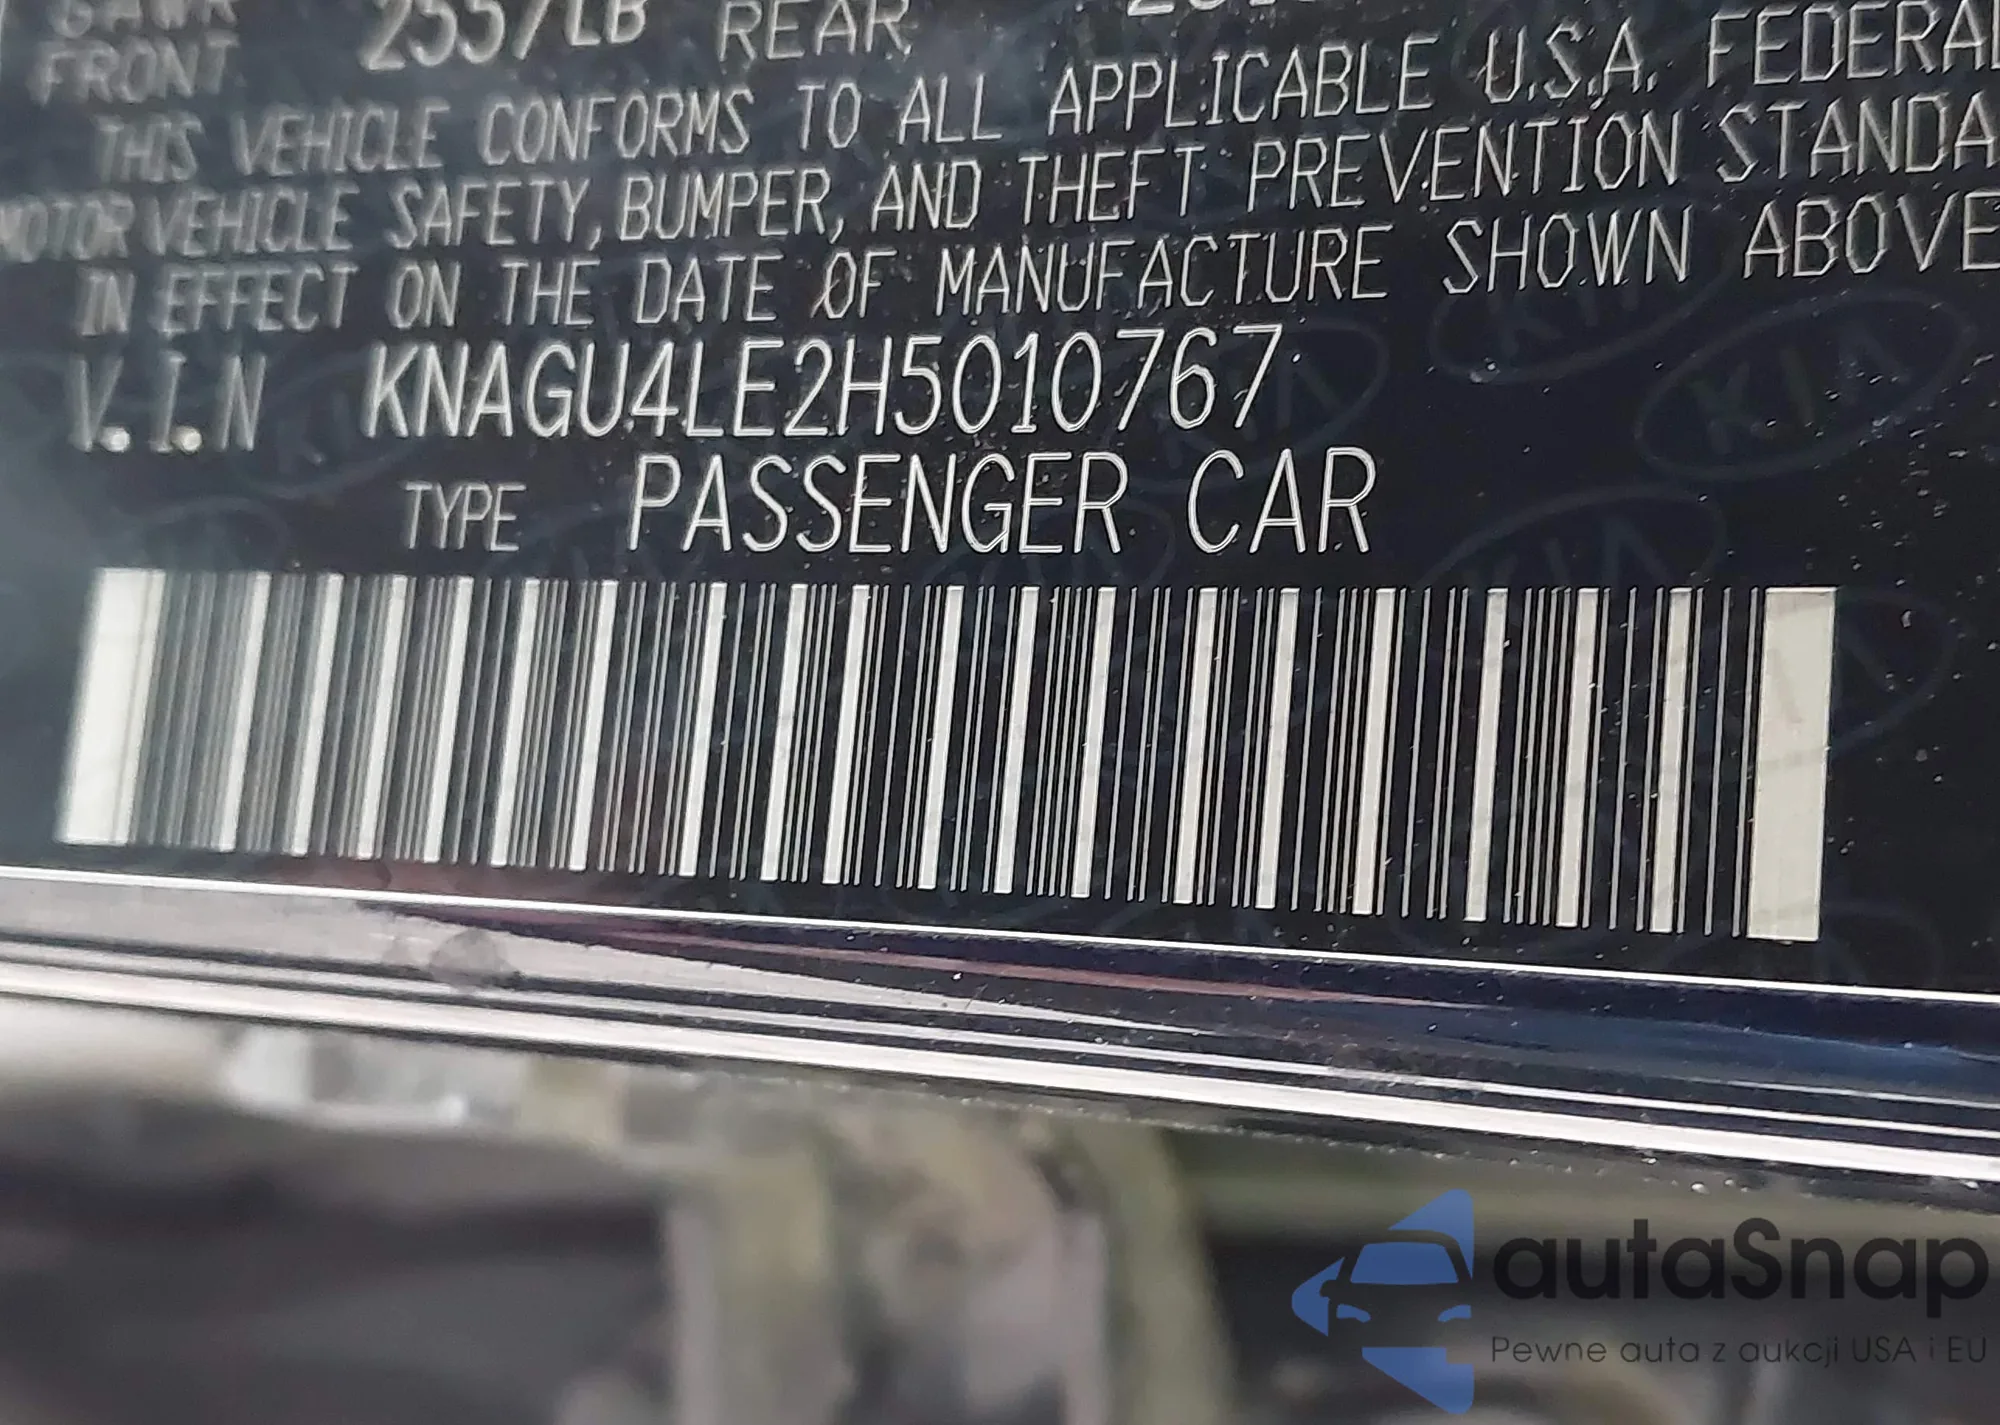 GAWR 2557LB REAR
FRONT
THIS VEHICLE CONFORMS TO ALL APPLICABLE U.S.A. FEDERAL
MOTOR VEHICLE SAFETY, BUMPER, AND THEFT PREVENTION STANDA
IN EFFECT ON THE DATE OF MANUFACTURE SHOWN ABOVE
V.I.N KNAGU4LE2H5010767
TYPE PASSENGER CAR
autaSnap
Pewne auta z aukcji USA i EU